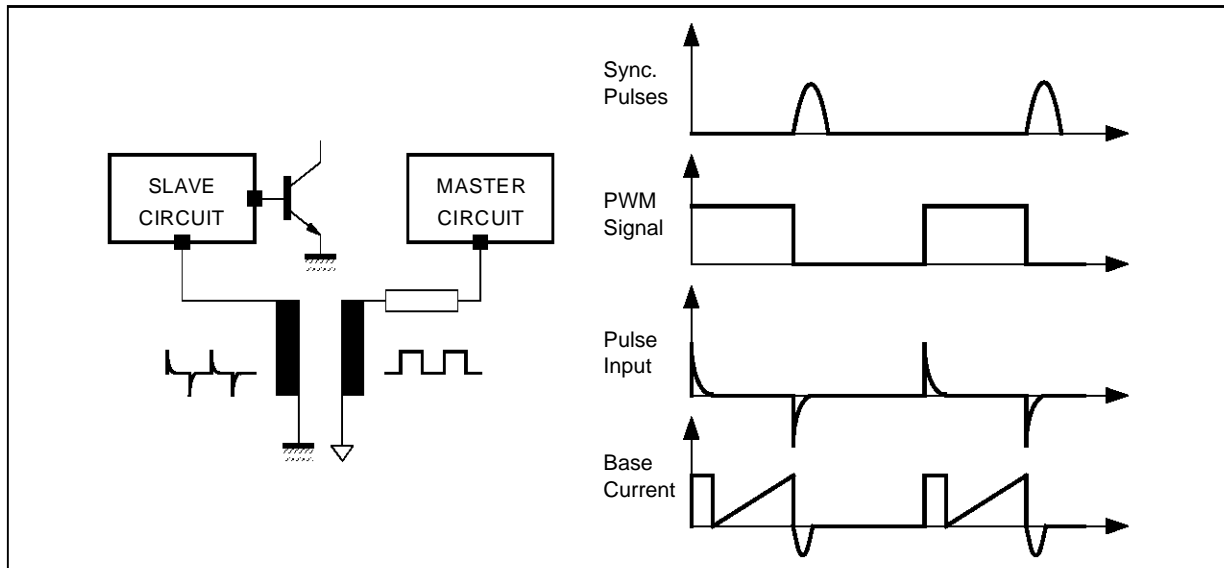 SLAVE
CIRCUIT
MASTER
CIRCUIT
Sync.
Pulses
PWM
Signal
Pulse
Input
Base
Current